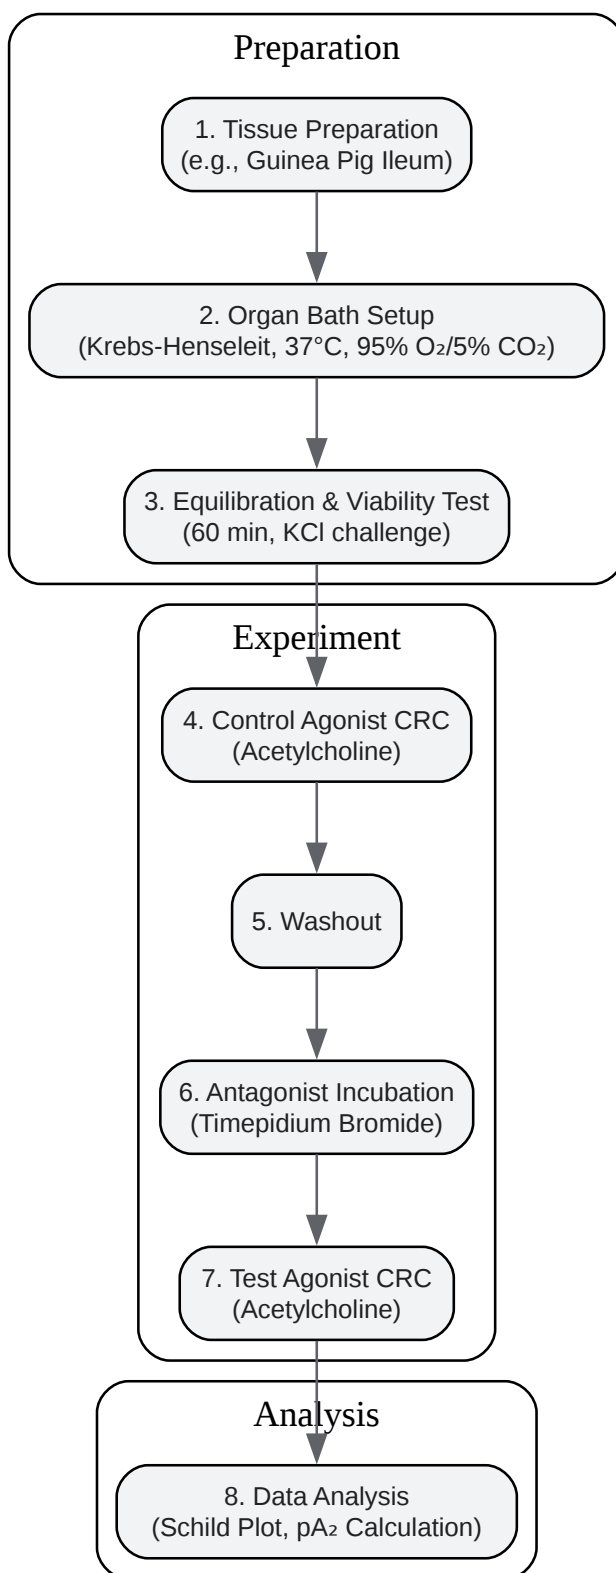 Preparation
1. Tissue Preparation
(e.g., Guinea Pig Ileum)
2. Organ Bath Setup
(Krebs-Henseleit, 37°C, 95% O₂/5% CO₂)
3. Equilibration & Viability Test
(60 min, KCl challenge)
Experiment
4. Control Agonist CRC
(Acetylcholine)
5. Washout
6. Antagonist Incubation
(Timepidium Bromide)
7. Test Agonist CRC
(Acetylcholine)
Analysis
8. Data Analysis
(Schild Plot, pA₂ Calculation)